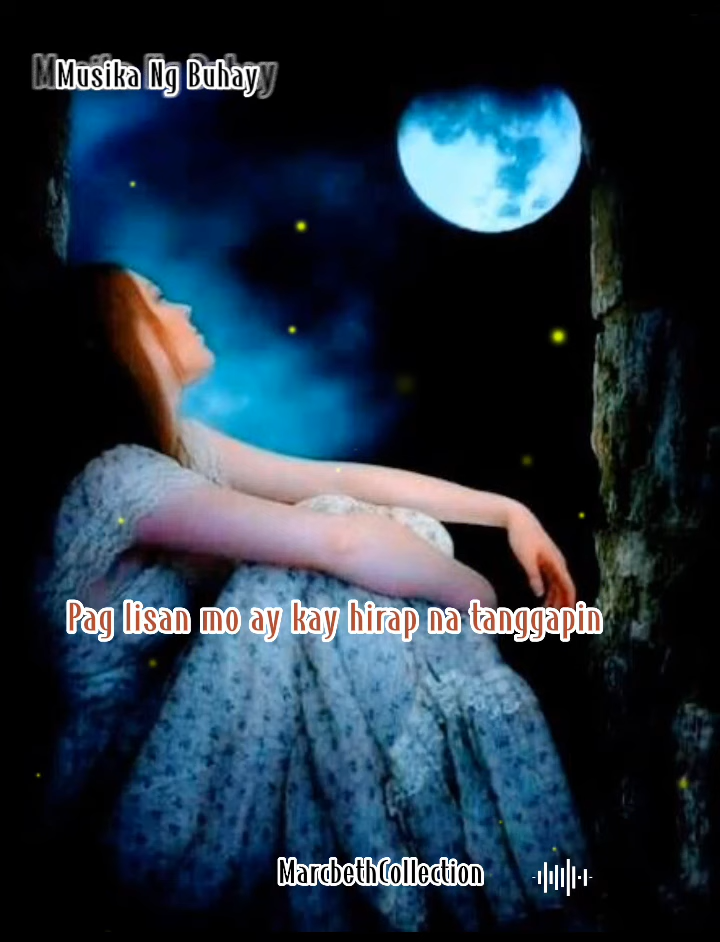 Musika Ng Buhay
Pag lisan mo ay kay hirap na tanggapin
MarcbethCollection